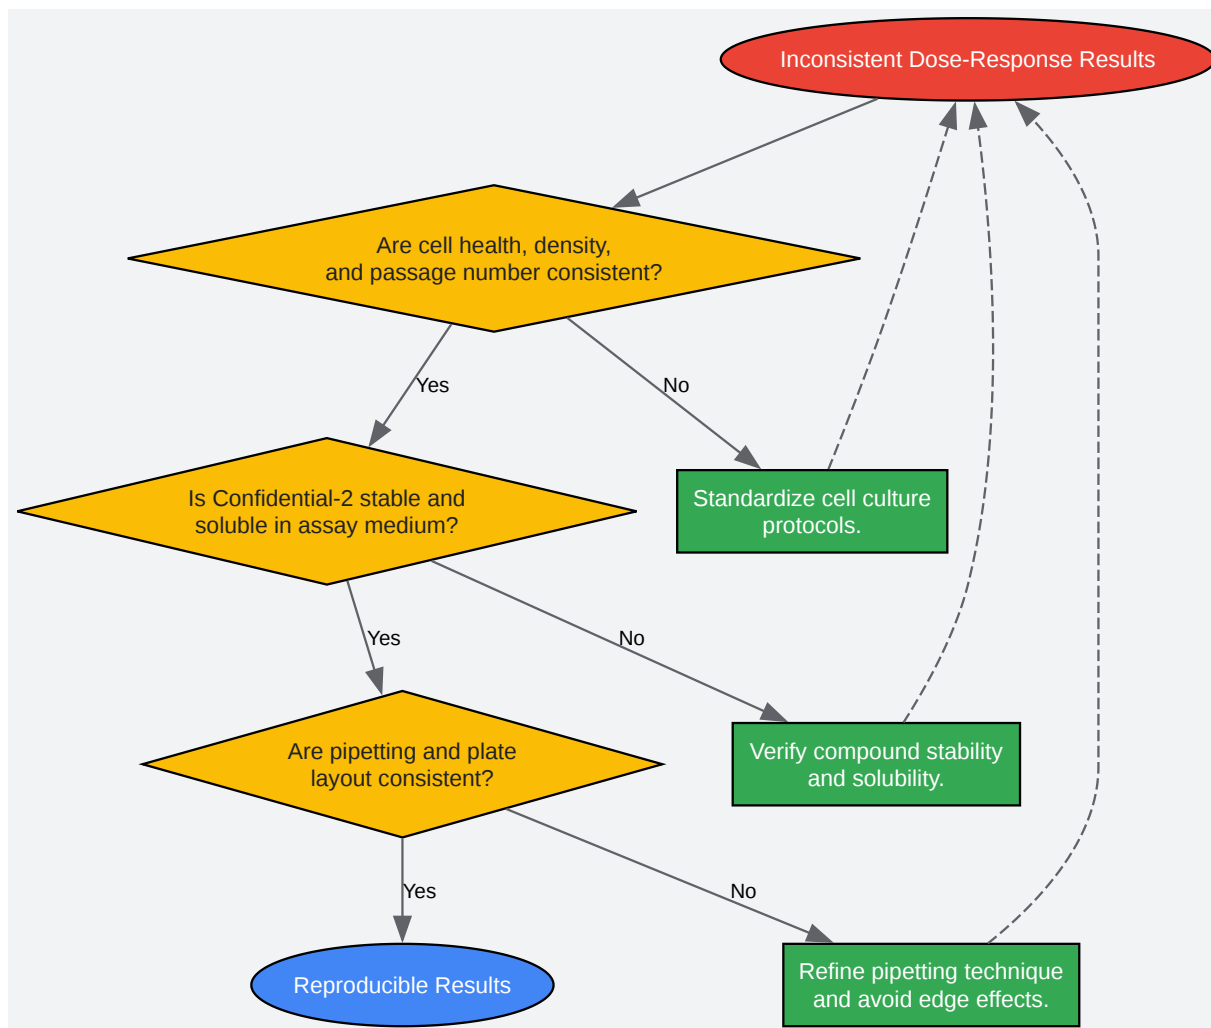 Inconsistent Dose-Response Results
Are cell health, density,
and passage number consistent?
Yes
No
Is Confidential-2 stable and
soluble in assay medium?
Standardize cell culture
protocols.
Yes
No
Are pipetting and plate
layout consistent?
Verify compound stability
and solubility.
Yes
No
Reproducible Results
Refine pipetting technique
and avoid edge effects.